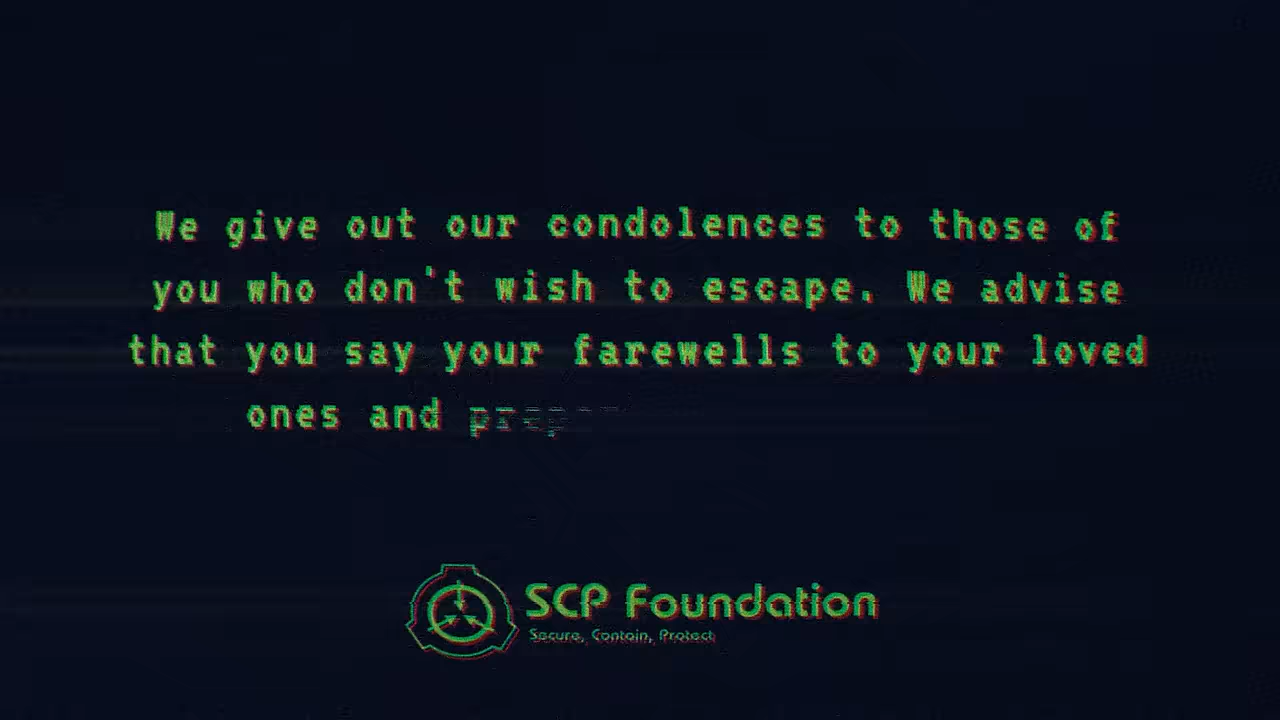 We give out our condolences to those of
you who don't wish to escape. We advise
that you say your farewells to your loved
ones and
SCP Foundation
Secure, Contain, Protect